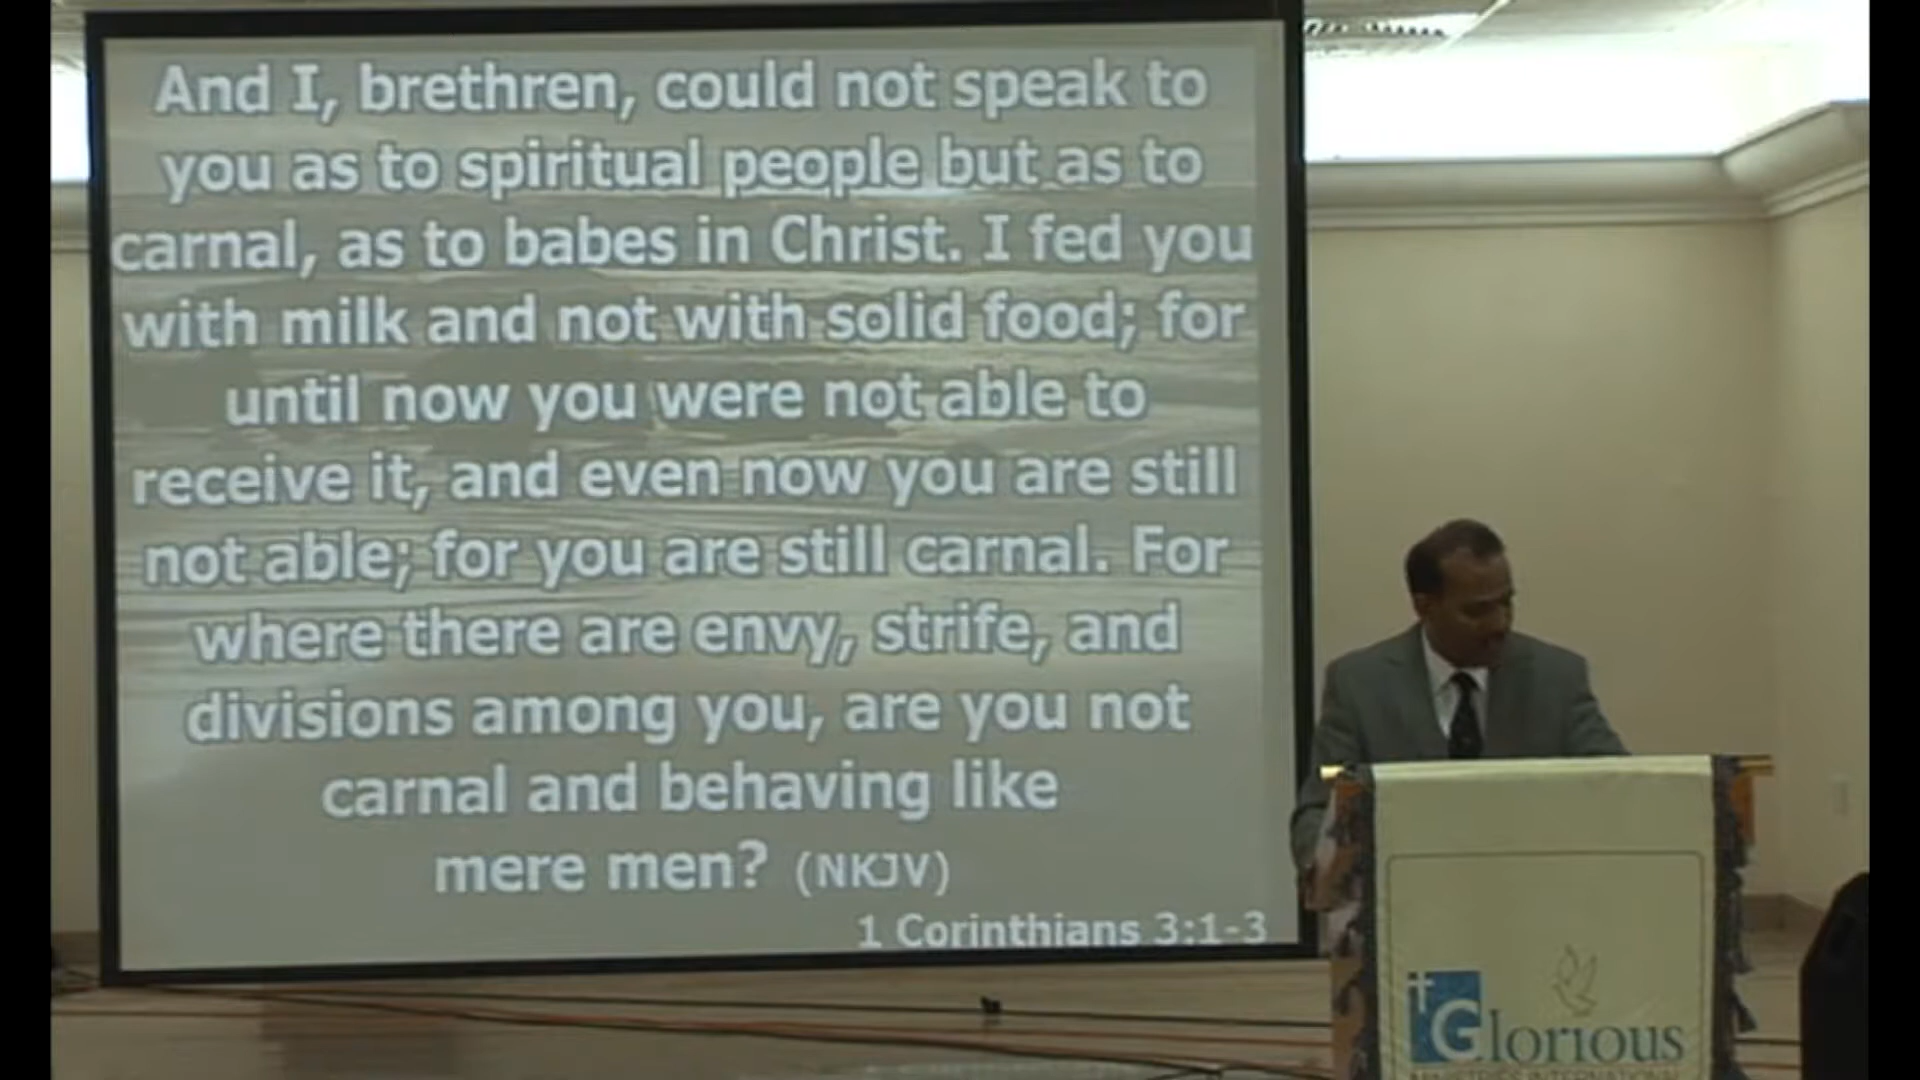 And I, brethren, could not speak to
you as to spiritual people but as to
carnal, as to babes in Christ. I fed you
with milk and not with solid food; for
until now you were not able to
receive it, and even now you are still
not able; for you are still carnal. For
where there are envy, strife, and
divisions among you, are you not
carnal and behaving like
mere men? (NKJV)
1 Corinthians 3:1-3
Glorious
MINISTRIES INTERNATIONAL